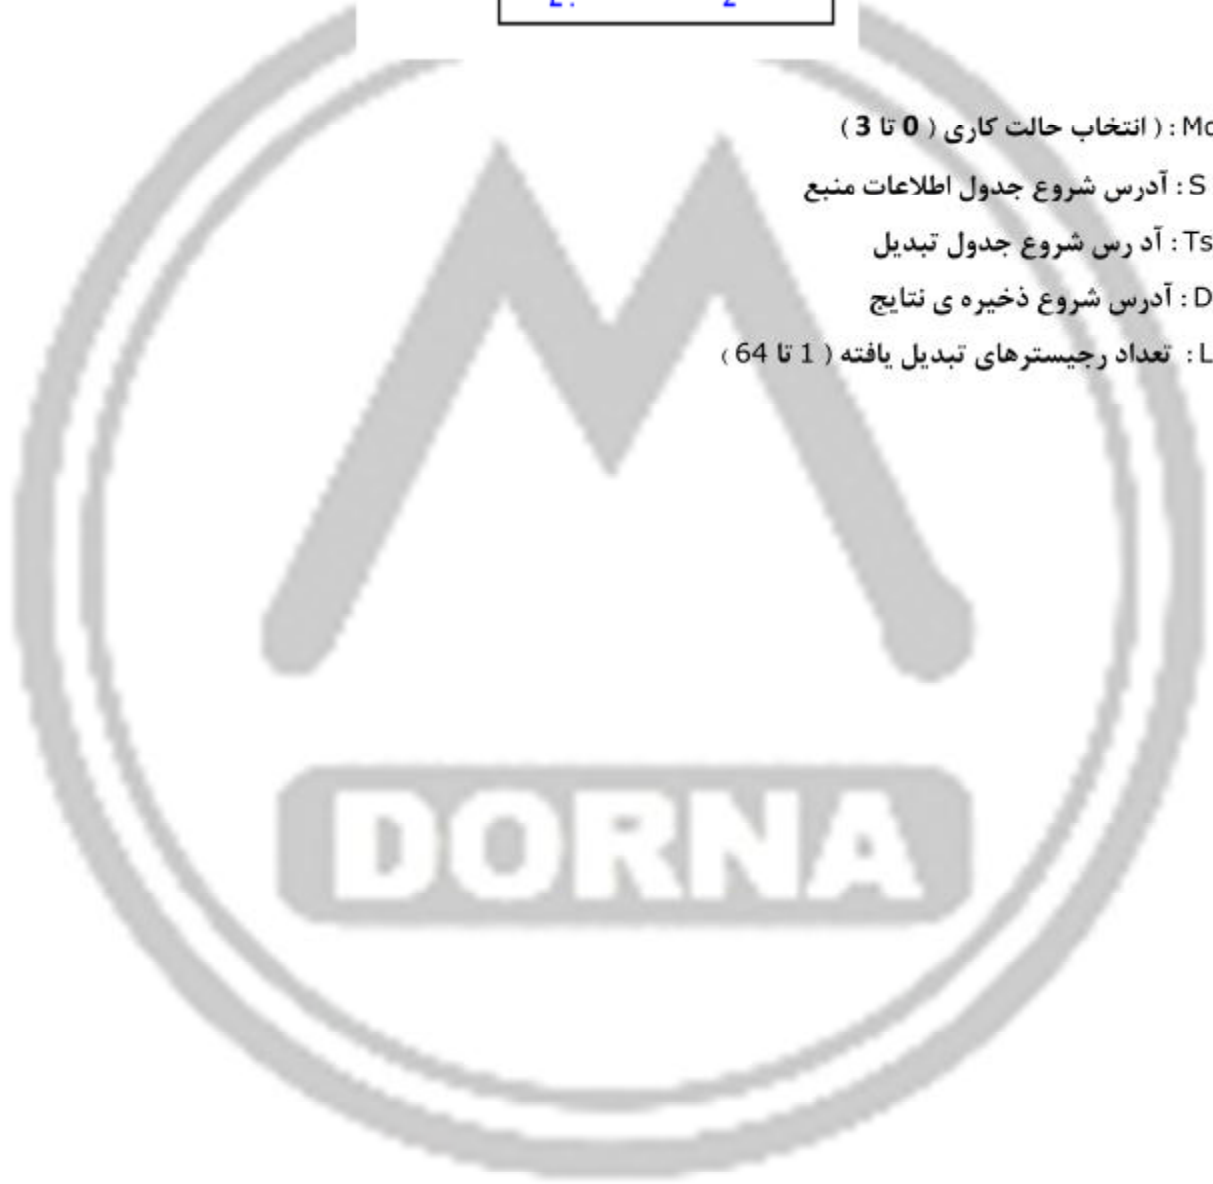 Mc : ( انتخاب حالت کاری ( 0 تا 3 )
S : آدرس شروع جدول اطلاعات منبع
Ts : آد رس شروع جدول تبدیل
D : آدرس شروع ذخیره ی نتایج
L : تعداد رجیسترهای تبدیل یافته ( 1 تا 64 )
DORNA